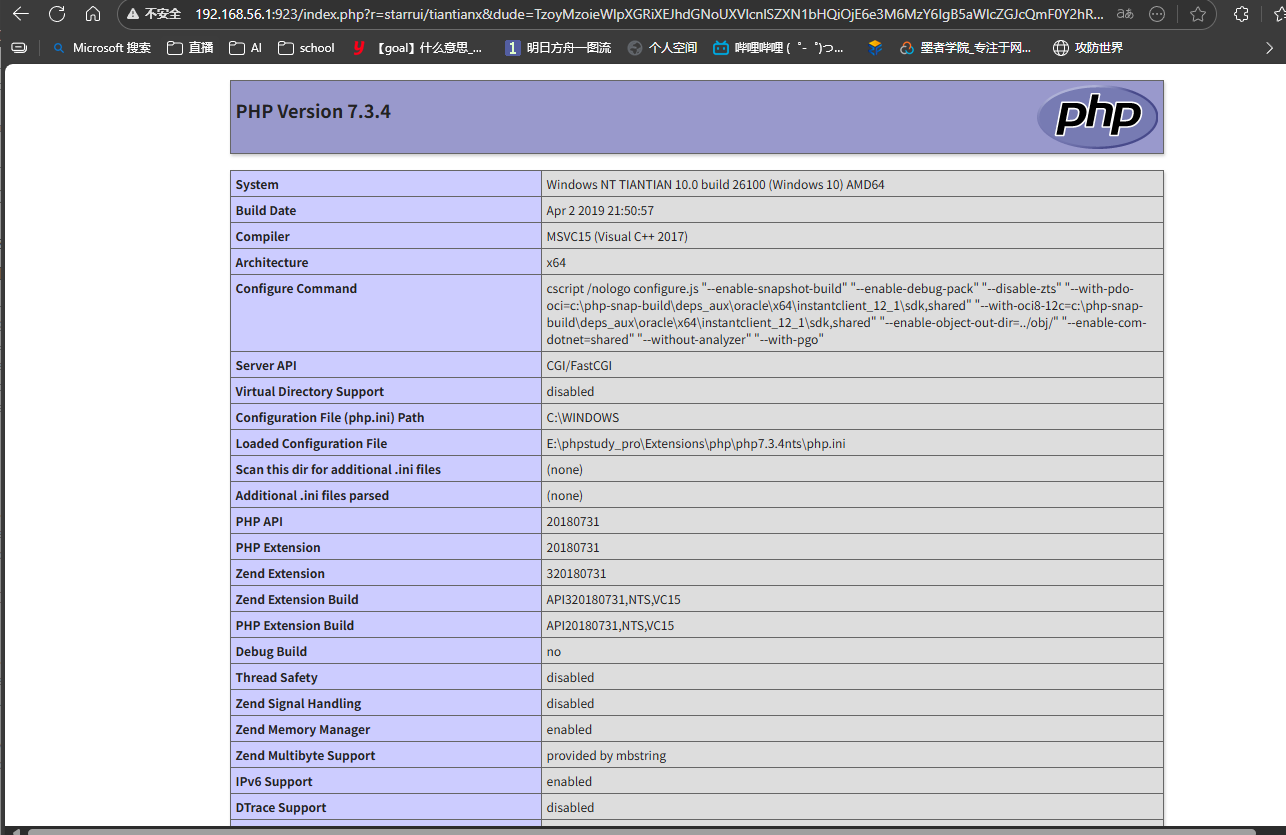 不安全 192.168.56.1:923/index.php?r=starrui/tiantianx&dude=TzoyMzoieWlpXGRiXEJhdGNoUXVlcnlSZXN1bHQiOjE6e3M6MzY6IgB5aWlcZGJcQmF0Y2hR... aあ
Microsoft 搜索 直播 AI school 【goal】什么意思_... 1 明日方舟一图流 个人空间 哔哩哔哩 (゜-゜)つ... 墨者学院_专注于网... 攻防世界
PHP Version 7.3.4
php
System Windows NT TIANTIAN 10.0 build 26100 (Windows 10) AMD64
Build Date Apr 2 2019 21:50:57
Compiler MSVC15 (Visual C++ 2017)
Architecture x64
Configure Command cscript /nologo configure.js "--enable-snapshot-build" "--enable-debug-pack" "--disable-zts" "--with-pdo-
oci=c:\php-snap-build\deps_aux\oracle\x64\instantclient_12_1\sdk,shared" "--with-oci8-12c=c:\php-snap-
build\deps_aux\oracle\x64\instantclient_12_1\sdk,shared" "--enable-object-out-dir=../obj/" "--enable-com-
dotnet=shared" "--without-analyzer" "--with-pgo"
Server API CGI/FastCGI
Virtual Directory Support disabled
Configuration File (php.ini) Path C:\WINDOWS
Loaded Configuration File E:\phpstudy_pro\Extensions\php\php7.3.4nts\php.ini
Scan this dir for additional .ini files (none)
Additional .ini files parsed (none)
PHP API 20180731
PHP Extension 20180731
Zend Extension 320180731
Zend Extension Build API320180731,NTS,VC15
PHP Extension Build API20180731,NTS,VC15
Debug Build no
Thread Safety disabled
Zend Signal Handling disabled
Zend Memory Manager enabled
Zend Multibyte Support provided by mbstring
IPv6 Support enabled
DTrace Support disabled